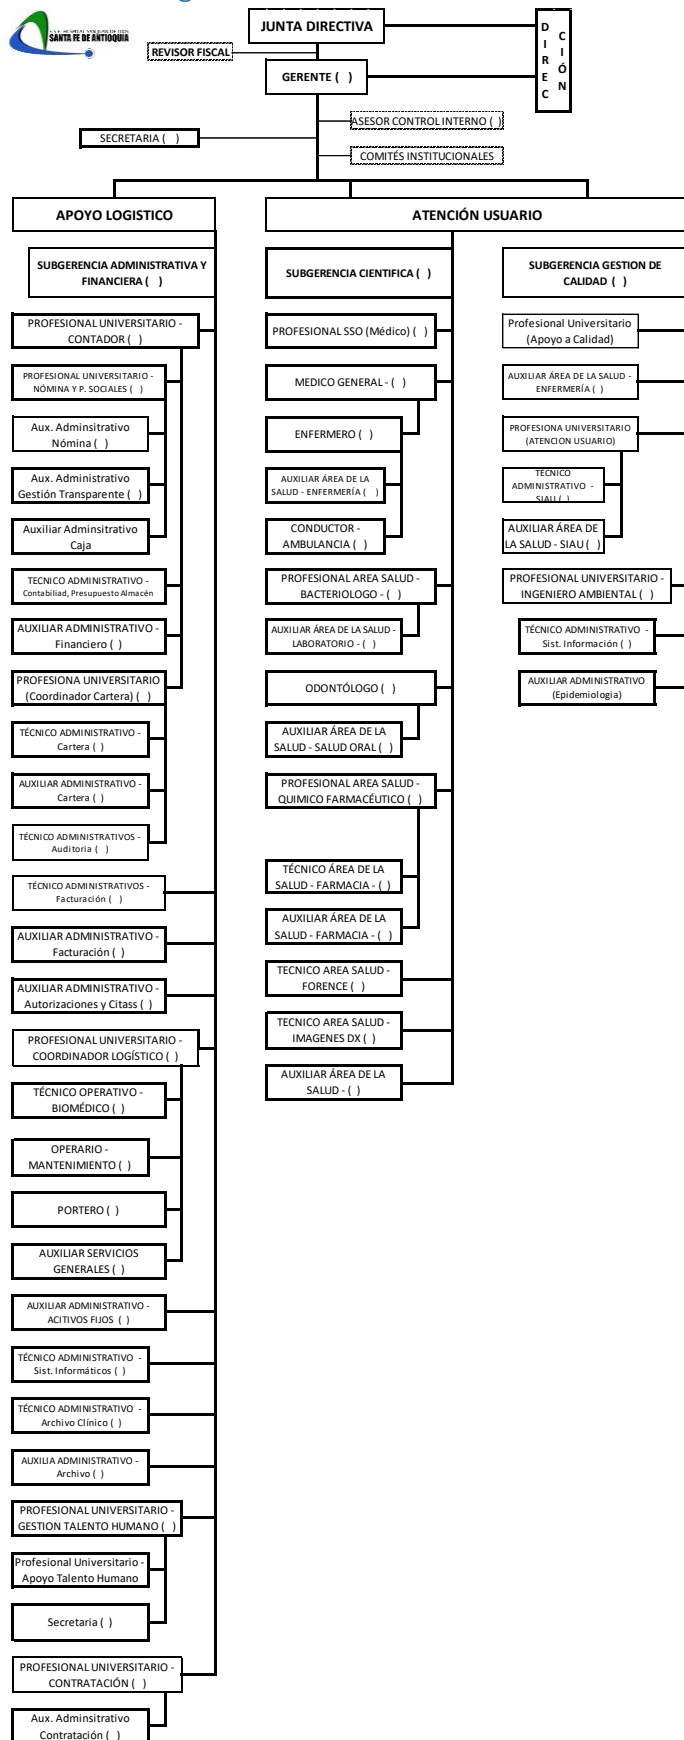 JUNTA DIRECTIVA
DIREC
CIÓN
SANTA FE DE ANTIOQUIA
REVISOR FISCAL
GERENTE ( )
ASESOR CONTROL INTERNO ( )
SECRETARIA ( )
COMITÉS INSTITUCIONALES
APOYO LOGISTICO
SUBGERENCIA ADMINISTRATIVA Y
FINANCIERA ( )
PROFESIONAL UNIVERSITARIO -
CONTADOR ( )
PROFESIONAL UNIVERSITARIO -
NÓMINA Y P. SOCIALES ( )
Aux. Adminsitrativo
Nómina ( )
Aux. Administrativo
Gestión Transparente ( )
Auxiliar Adminsitrativo
Caja
TECNICO ADMINISTRATIVO -
Contabiliad, Presupuesto Almacén
AUXILIAR ADMINISTRATIVO -
Financiero ( )
PROFESIONA UNIVERSITARIO
(Coordinador Cartera) ( )
TÉCNICO ADMINISTRATIVO -
Cartera ( )
AUXILIAR ADMINISTRATIVO -
Cartera ( )
TÉCNICO ADMINISTRATIVOS -
Auditoria ( )
TÉCNICO ADMINISTRATIVOS -
Facturación ( )
AUXILIAR ADMINISTRATIVO -
Facturación ( )
AUXILIAR ADMINISTRATIVO -
Autorizaciones y Citass ( )
PROFESIONAL UNIVERSITARIO -
COORDINADOR LOGÍSTICO ( )
TÉCNICO OPERATIVO -
BIOMÉDICO ( )
OPERARIO -
MANTENIMIENTO ( )
PORTERO ( )
AUXILIAR SERVICIOS
GENERALES ( )
AUXILIAR ADMINISTRATIVO -
ACITIVOS FIJOS ( )
TÉCNICO ADMINISTRATIVO -
Sist. Informáticos ( )
TÉCNICO ADMINISTRATIVO -
Archivo Clínico ( )
AUXILIA ADMINISTRATIVO -
Archivo ( )
PROFESIONAL UNIVERSITARIO -
GESTION TALENTO HUMANO ( )
Profesional Universitario -
Apoyo Talento Humano
Secretaria ( )
PROFESIONAL UNIVERSITARIO -
CONTRATACIÓN ( )
Aux. Adminsitrativo
Contratación ( )
ATENCIÓN USUARIO
SUBGERENCIA CIENTIFICA ( )
PROFESIONAL SSO (Médico) ( )
MEDICO GENERAL - ( )
ENFERMERO ( )
AUXILIAR ÁREA DE LA
SALUD - ENFERMERÍA ( )
CONDUCTOR -
AMBULANCIA ( )
PROFESIONAL AREA SALUD -
BACTERIOLOGO - ( )
AUXILIAR ÁREA DE LA SALUD -
LABORATORIO - ( )
ODONTÓLOGO ( )
AUXILIAR ÁREA DE LA
SALUD - SALUD ORAL ( )
PROFESIONAL AREA SALUD -
QUIMICO FARMACÉUTICO ( )
TÉCNICO ÁREA DE LA
SALUD - FARMACIA - ( )
AUXILIAR ÁREA DE LA
SALUD - FARMACIA - ( )
TECNICO AREA SALUD -
FORENCE ( )
TECNICO AREA SALUD -
IMAGENES DX ( )
AUXILIAR ÁREA DE LA
SALUD - ( )
SUBGERENCIA GESTION DE
CALIDAD ( )
Profesional Universitario
(Apoyo a Calidad)
AUXILIAR ÁREA DE LA SALUD -
ENFERMERÍA ( )
PROFESIONA UNIVERSITARIO
(ATENCION USUARIO)
TÉCNICO
ADMINISTRATIVO -
SIAU ( )
AUXILIAR ÁREA DE
LA SALUD - SIAU ( )
PROFESIONAL UNIVERSITARIO -
INGENIERO AMBIENTAL ( )
TÉCNICO ADMINISTRATIVO -
Sist. Información ( )
AUXILIAR ADMINISTRATIVO
(Epidemiologia)